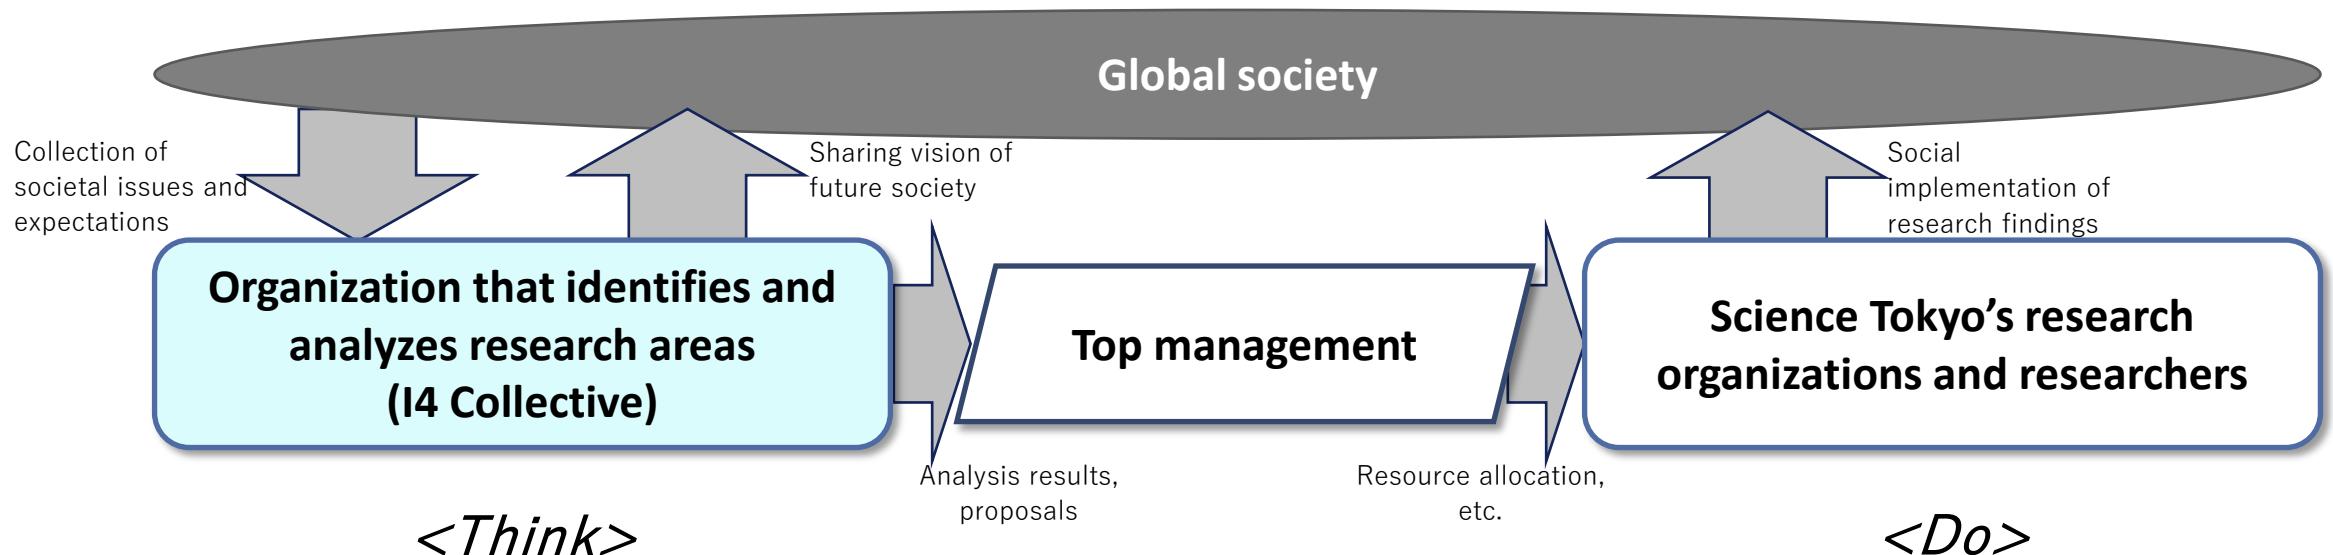 Global society
Collection of
societal issues and
expectations
Sharing vision of
future society
Social
implementation of
research findings
Organization that identifies and
analyzes research areas
(I4 Collective)
Top management
Science Tokyo’s research
organizations and researchers
Analysis results,
proposals
Resource allocation,
etc.
<Think>
<Do>